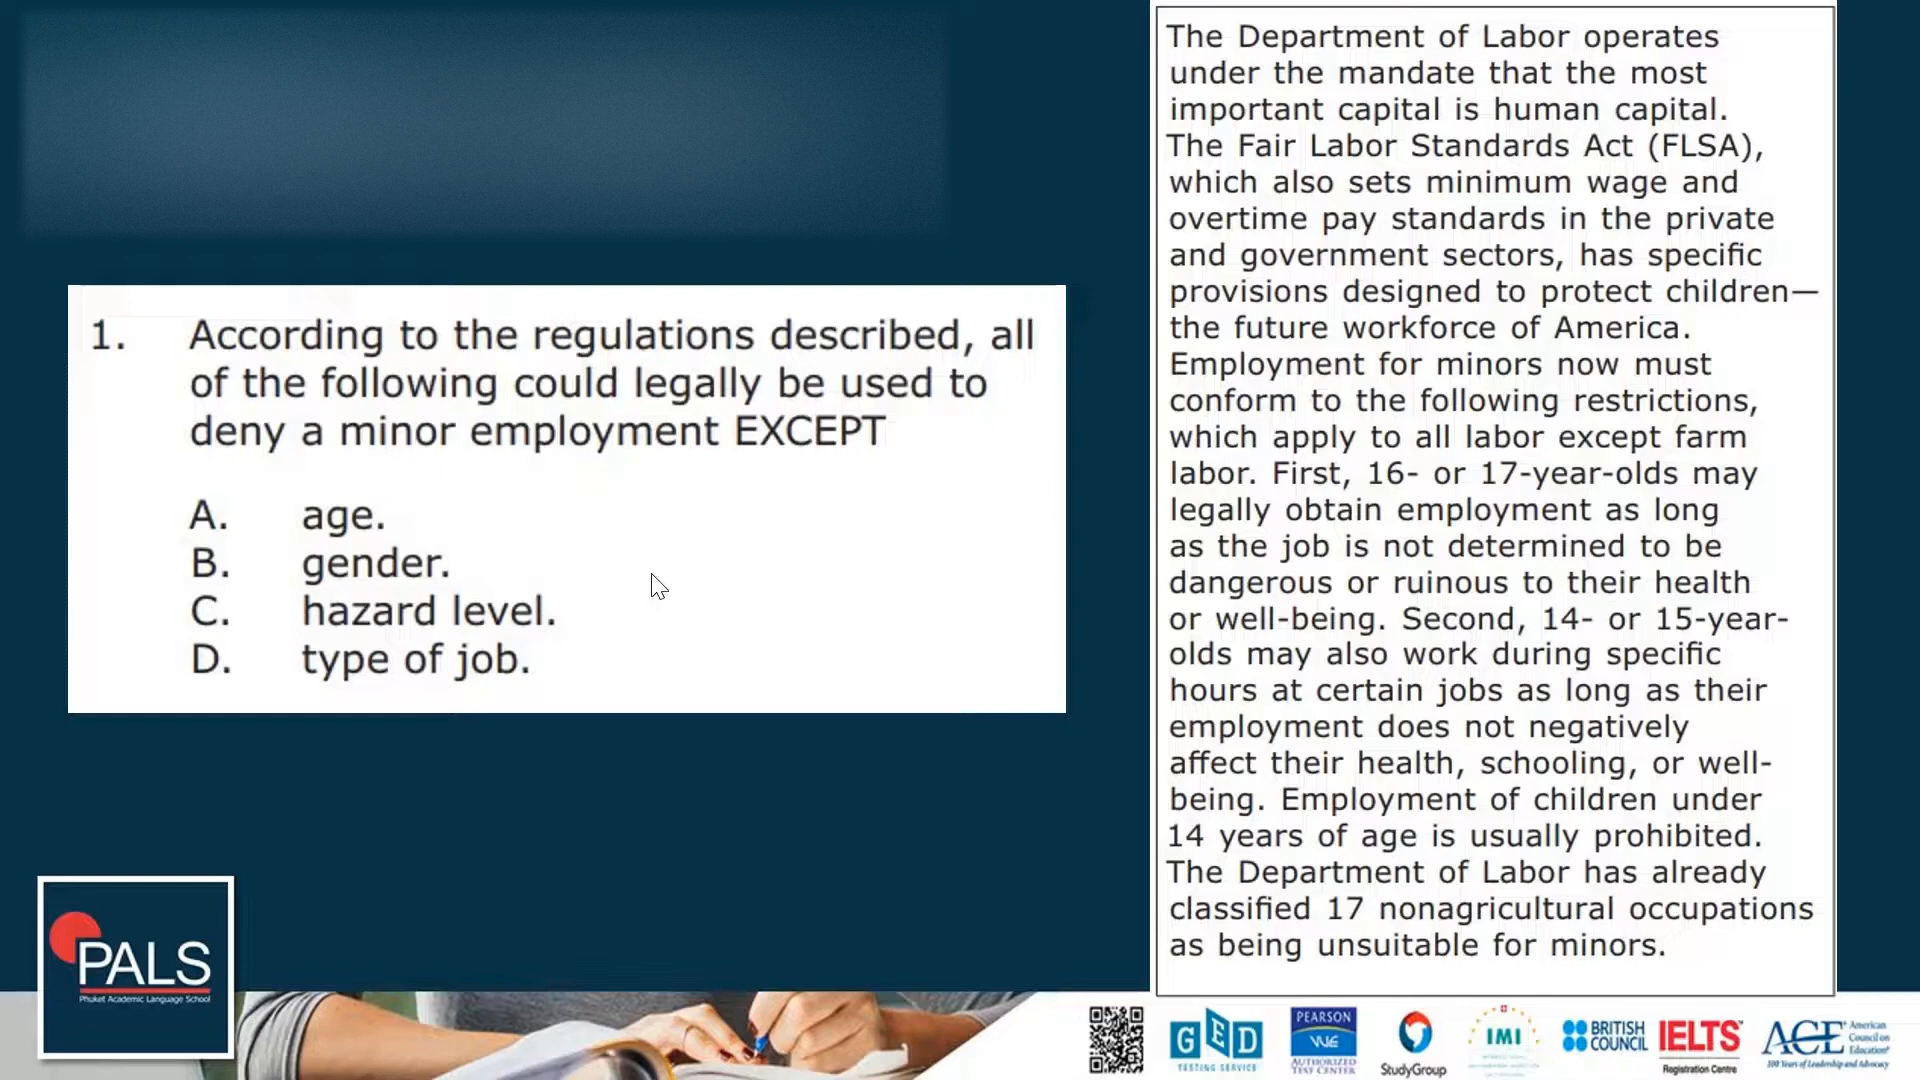 1. According to the regulations described, all
of the following could legally be used to
deny a minor employment EXCEPT
A. age.
B. gender.
C. hazard level.
D. type of job.
The Department of Labor operates
under the mandate that the most
important capital is human capital.
The Fair Labor Standards Act (FLSA),
which also sets minimum wage and
overtime pay standards in the private
and government sectors, has specific
provisions designed to protect children—
the future workforce of America.
Employment for minors now must
conform to the following restrictions,
which apply to all labor except farm
labor. First, 16- or 17-year-olds may
legally obtain employment as long
as the job is not determined to be
dangerous or ruinous to their health
or well-being. Second, 14- or 15-year-
olds may also work during specific
hours at certain jobs as long as their
employment does not negatively
affect their health, schooling, or well-
being. Employment of children under
14 years of age is usually prohibited.
The Department of Labor has already
classified 17 nonagricultural occupations
as being unsuitable for minors.
PALS
Phuket Academic Language School
GED
TESTING SERVICE
PEARSON
VUE
AUTHORIZED
TEST CENTER
StudyGroup
IMI
BRITISH
COUNCIL
IELTS
Registration Centre
ACE
American
Council on
Education
100 Years of Leadership and Advocacy